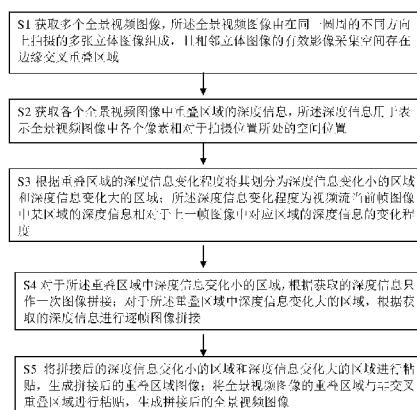 S1 获取多个全景视频图像，所述全景视频图像由在同一圆周的不同方向
上拍摄的多张立体图像组成，且相邻立体图像的有效影像采集空间存在
边缘交叉重叠区域
S2 获取各个全景视频图像中重叠区域的深度信息，所述深度信息用于表
示全景视频图像中各个像素相对于拍摄位置所处的空间位置
S3 根据重叠区域的深度信息变化程度将其划分为深度信息变化小的区域
和深度信息变化大的区域；所述深度信息变化程度为视频流当前帧图像
中某区域的深度信息相对于上一帧图像中对应区域的深度信息的变化程
度
S4 对于所述重叠区域中深度信息变化小的区域，根据获取的深度信息只
作一次图像拼接；对于所述重叠区域中深度信息变化大的区域，根据获
取的深度信息进行逐帧图像拼接
S5 将拼接后的深度信息变化小的区域和深度信息变化大的区域进行粘
贴，生成拼接后的重叠区域图像；将全景视频图像的重叠区域与非交叉
重叠区域进行粘贴，生成拼接后的全景视频图像